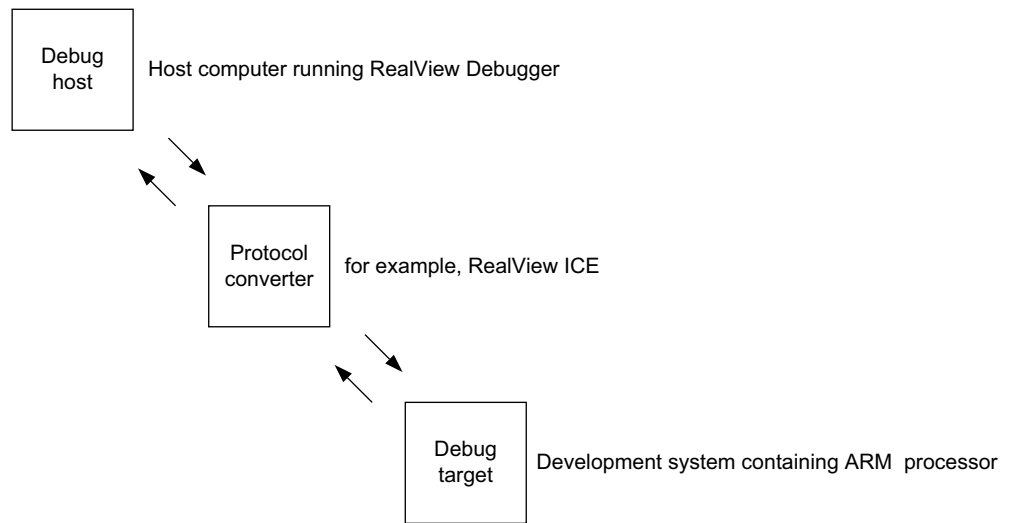 Debug
host
Host computer running RealView Debugger
Protocol
converter
for example, RealView ICE
Debug
target
Development system containing ARM processor